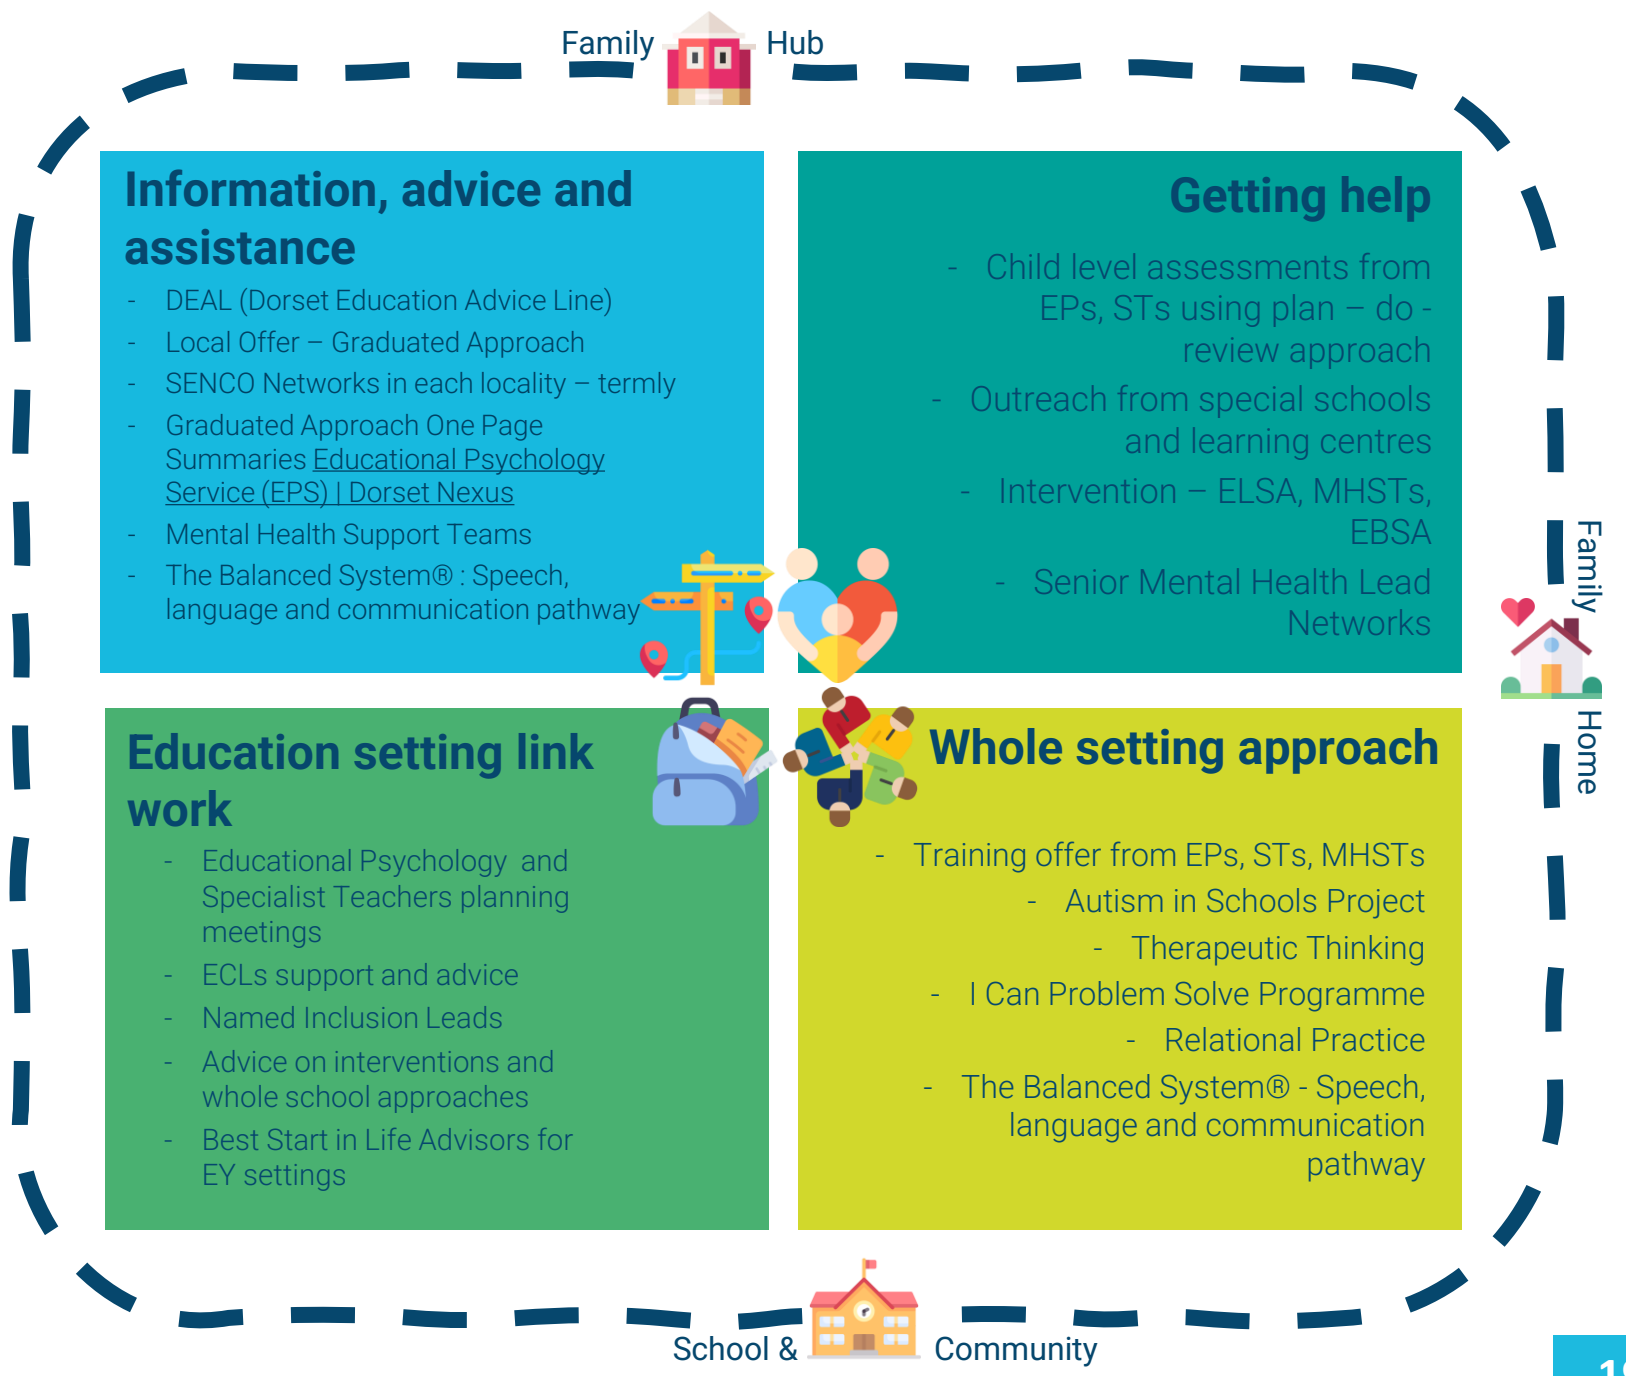 Family Hub
Information, advice and
assistance
- DEAL (Dorset Education Advice Line)
- Local Offer – Graduated Approach
- SENCO Networks in each locality – termly
- Graduated Approach One Page
Summaries Educational Psychology
Service (EPS) | Dorset Nexus
- Mental Health Support Teams
- The Balanced System® : Speech,
language and communication pathway
Getting help
- Child level assessments from
EPs, STs using plan – do -
review approach
- Outreach from special schools
and learning centres
- Intervention – ELSA, MHSTs,
EBSA
- Senior Mental Health Lead
Networks
Family Home
Education setting link
work
- Educational Psychology and
Specialist Teachers planning
meetings
- ECLs support and advice
- Named Inclusion Leads
- Advice on interventions and
whole school approaches
- Best Start in Life Advisors for
EY settings
Whole setting approach
- Training offer from EPs, STs, MHSTs
- Autism in Schools Project
- Therapeutic Thinking
- I Can Problem Solve Programme
- Relational Practice
- The Balanced System® - Speech,
language and communication
pathway
School & Community